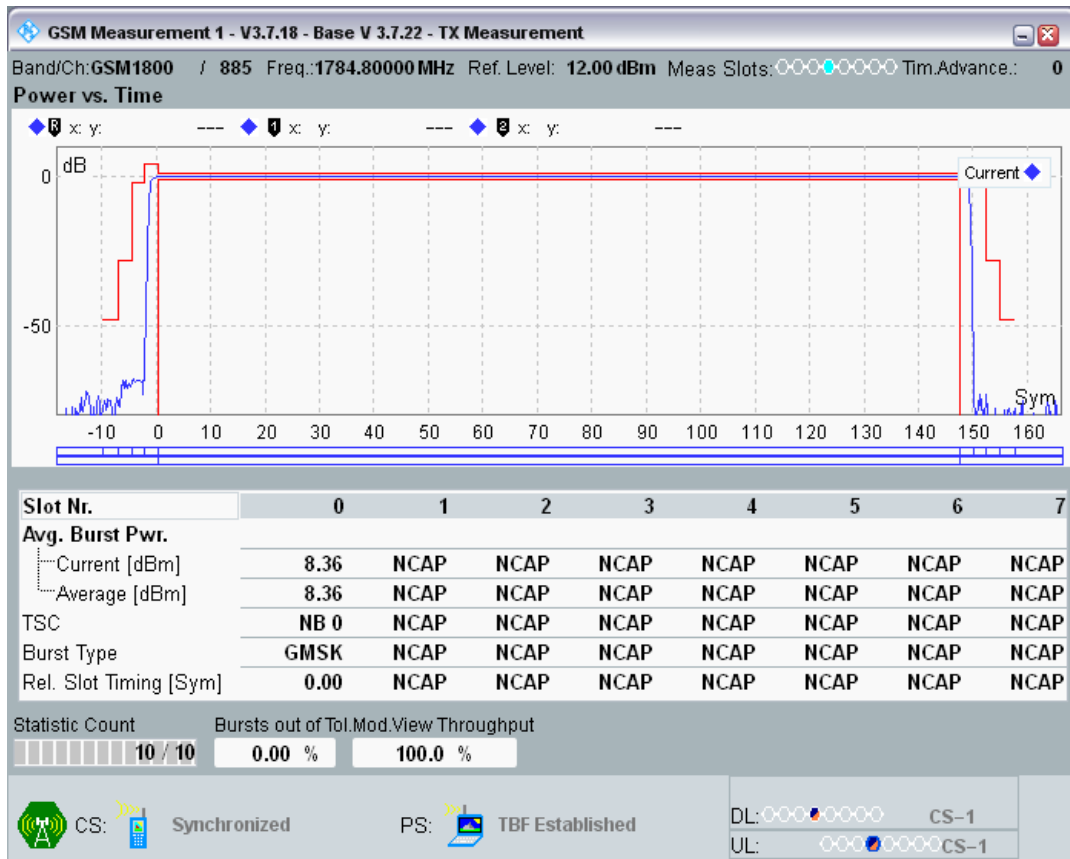 GSM Measurement 1 - V3.7.18 - Base V 3.7.22 - TX Measurement
Band/Ch:GSM1800 / 885 Freq.:1784.80000 MHz Ref. Level: 12.00 dBm Meas Slots: Tim.Advance.: 0
Power vs. Time
R x: y: --- 1 x: y: --- 2 x: y: ---
dB
Current
0
-50
Sym
-10 0 10 20 30 40 50 60 70 80 90 100 110 120 130 140 150 160
Slot Nr. 0 1 2 3 4 5 6 7
Avg. Burst Pwr.
Current [dBm] 8.36 NCAP NCAP NCAP NCAP NCAP NCAP NCAP
Average [dBm] 8.36 NCAP NCAP NCAP NCAP NCAP NCAP NCAP
TSC NB 0 NCAP NCAP NCAP NCAP NCAP NCAP NCAP
Burst Type GMSK NCAP NCAP NCAP NCAP NCAP NCAP NCAP
Rel. Slot Timing [Sym] 0.00 NCAP NCAP NCAP NCAP NCAP NCAP NCAP
Statistic Count Bursts out of Tol.Mod.View Throughput
10 / 10 0.00 % 100.0 %
CS: Synchronized PS: TBF Established DL: CS-1
UL: CS-1